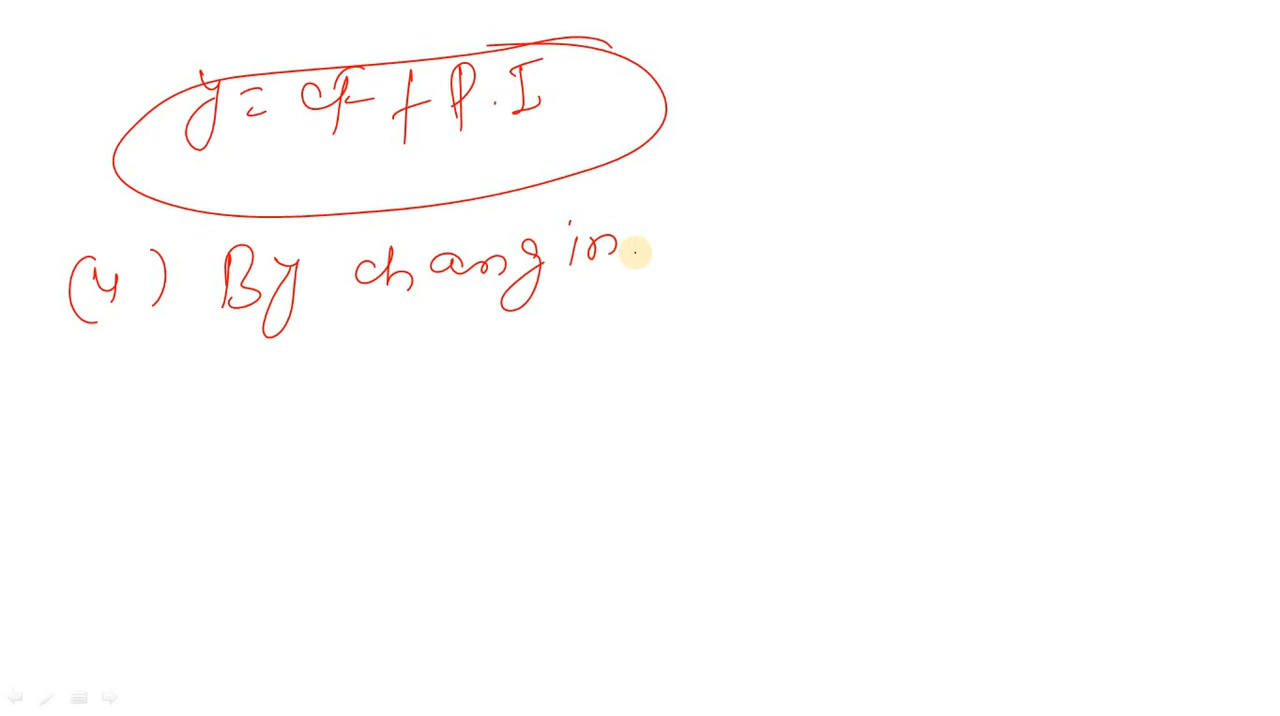 y = CF + P.I
(4) By changin